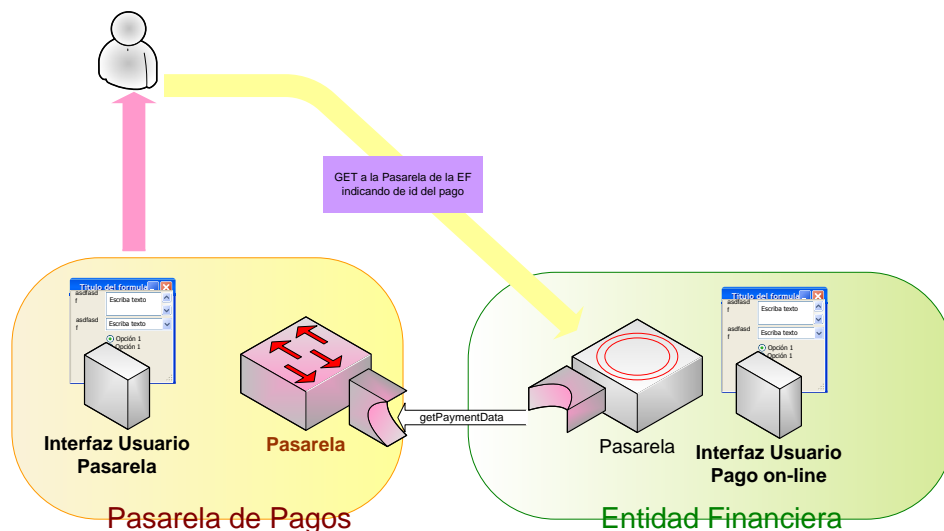 GET a la Pasarela de la EF
indicando de id del pago
Titulo del formula
asdfasd
f
Escriba texto
asdfasd
f
Escriba texto
Opción 1
Opción 1
Interfaz Usuario
Pasarela
Pasarela
getPaymentData
Pasarela
Titulo del formula
asdfasd
f
Escriba texto
asdfasd
f
Escriba texto
Opción 1
Opción 1
Interfaz Usuario
Pago on-line
Pasarela de Pagos
Entidad Financiera